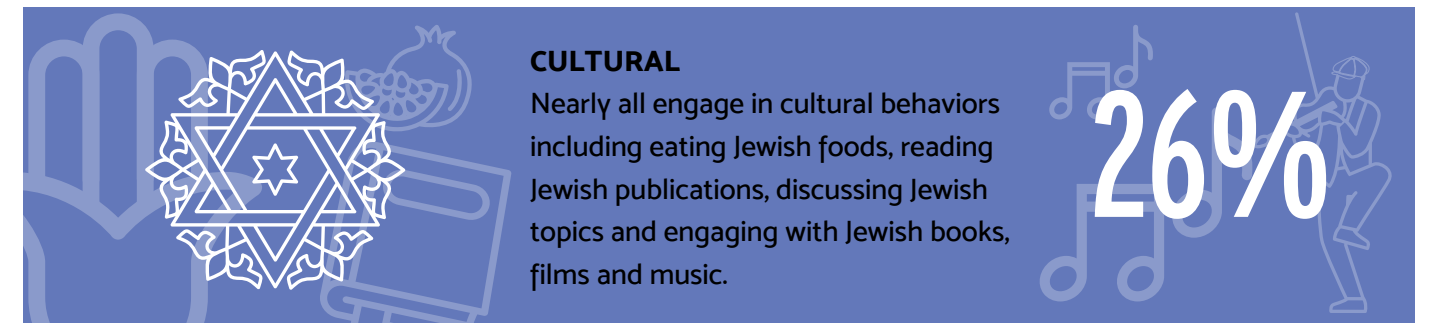 CULTURAL
Nearly all engage in cultural behaviors
including eating Jewish foods, reading
Jewish publications, discussing Jewish
topics and engaging with Jewish books,
films and music.
26%